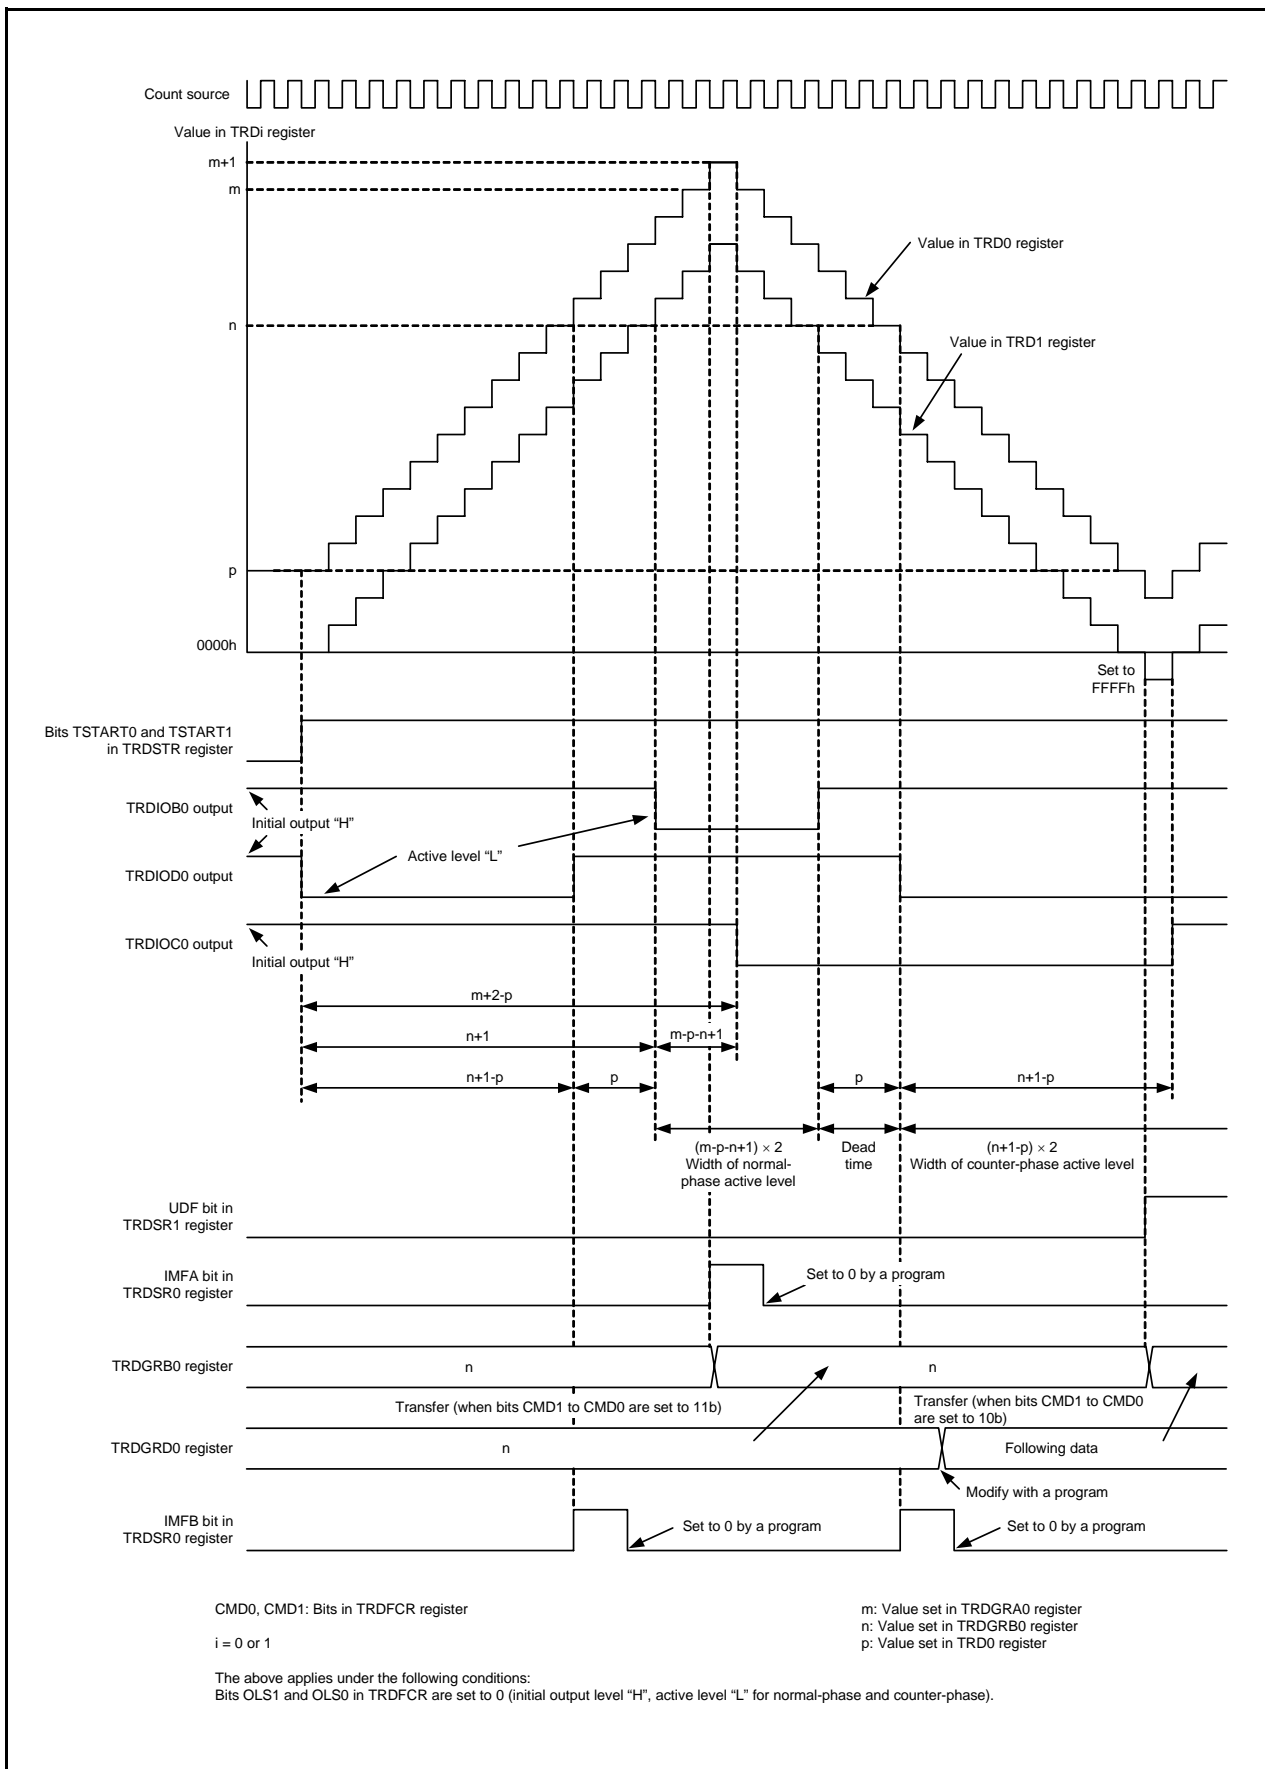 Count source
Value in TRDi register
m+1
m
Value in TRD0 register
n
Value in TRD1 register
p
0000h
Set to
FFFFh
Bits TSTART0 and TSTART1
in TRDSTR register
TRDIOB0 output
Initial output “H”
Active level “L”
TRDIOD0 output
TRDIOC0 output
Initial output “H”
m+2-p
n+1
m-p-n+1
n+1-p
p
p
n+1-p
(m-p-n+1) × 2
Width of normal-
phase active level
Dead
time
(n+1-p) × 2
Width of counter-phase active level
UDF bit in
TRDSR1 register
IMFA bit in
TRDSR0 register
Set to 0 by a program
TRDGRB0 register
n
n
Transfer (when bits CMD1 to CMD0 are set to 11b)
Transfer (when bits CMD1 to CMD0
are set to 10b)
TRDGRD0 register
n
Following data
Modify with a program
IMFB bit in
TRDSR0 register
Set to 0 by a program
Set to 0 by a program
CMD0, CMD1: Bits in TRDFCR register
i = 0 or 1
m: Value set in TRDGRA0 register
n: Value set in TRDGRB0 register
p: Value set in TRD0 register
The above applies under the following conditions:
Bits OLS1 and OLS0 in TRDFCR are set to 0 (initial output level “H”, active level “L” for normal-phase and counter-phase).